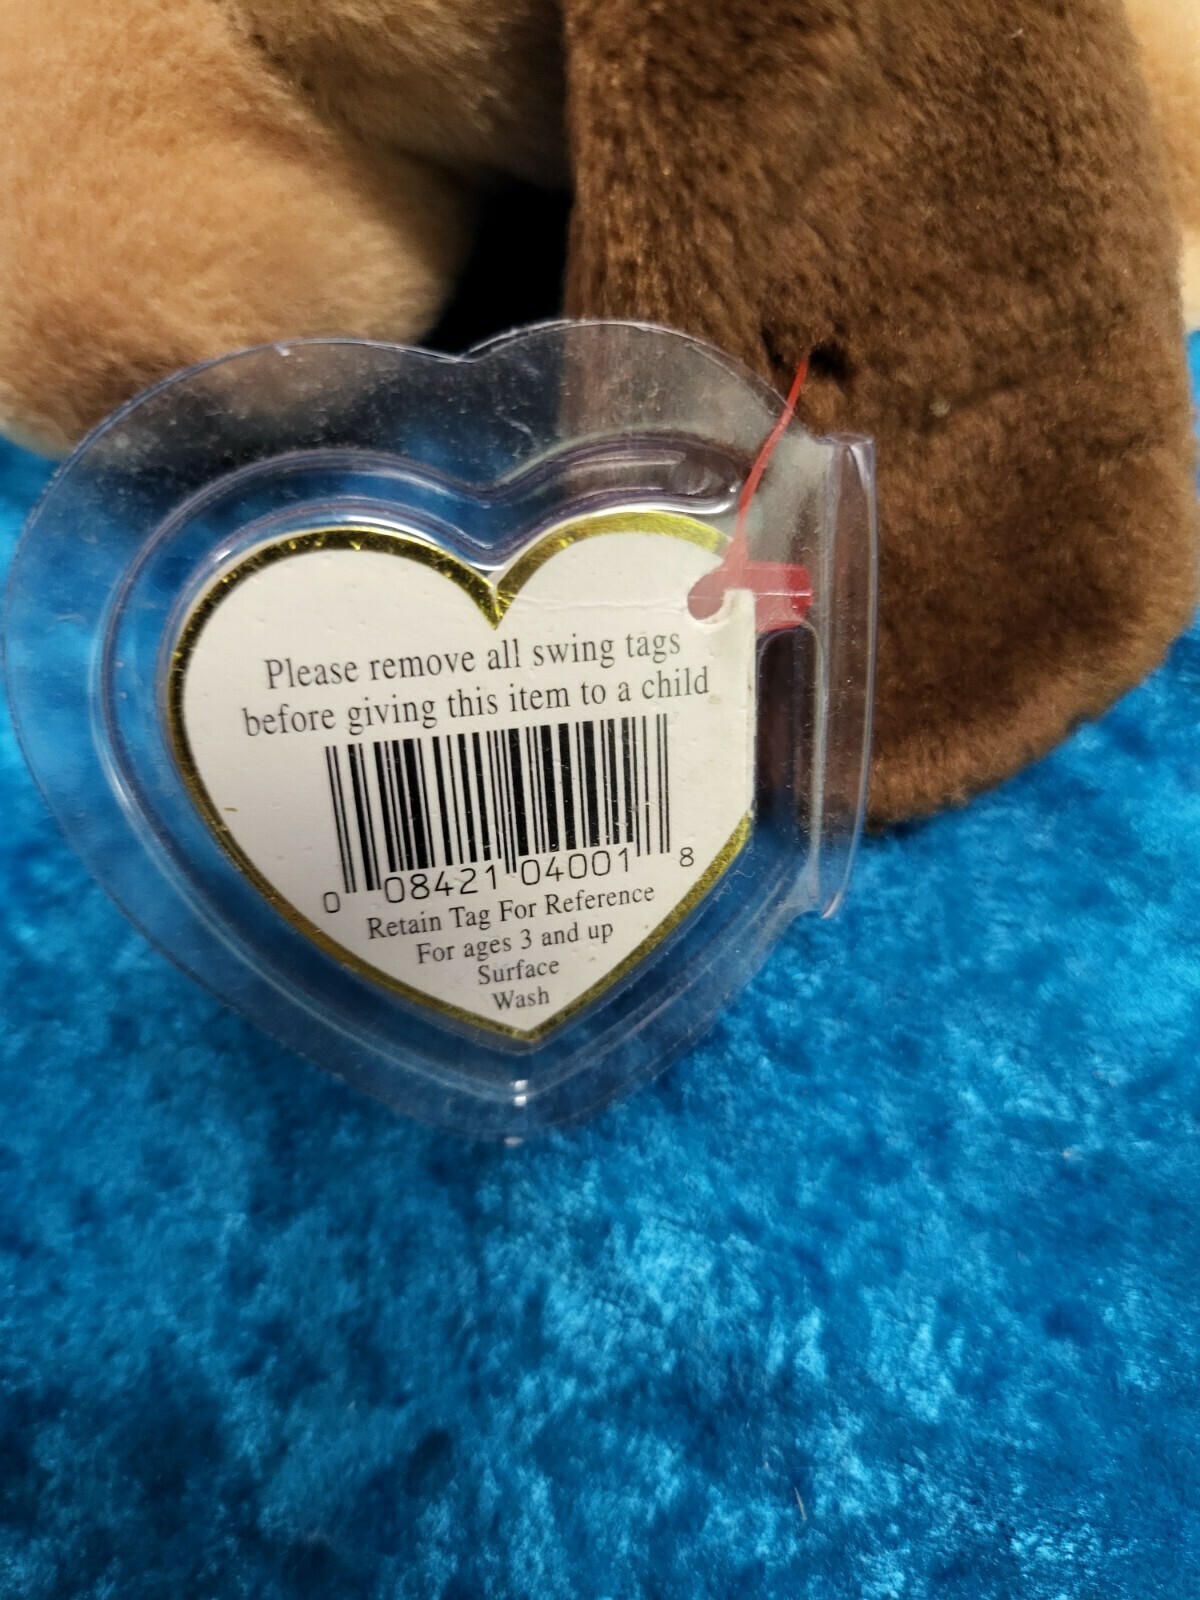 Please remove all swing tags
before giving this item to a child
0 08421 04001 8
Retain Tag For Reference
For ages 3 and up
Surface
Wash